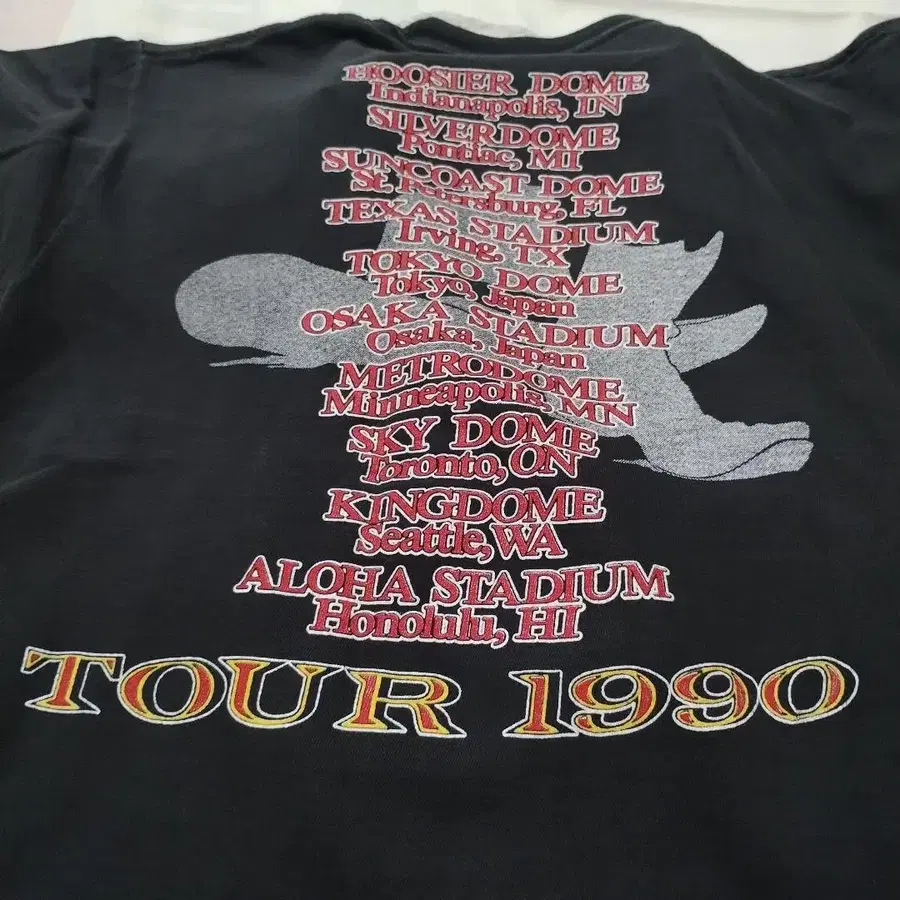 HOOSIER DOME
Indianapolis, IN
SILVERDOME
Pontiac, MI
SUNCOAST DOME
St. Petersburg, FL
TEXAS STADIUM
Irving, TX
TOKYO DOME
Tokyo, Japan
OSAKA STADIUM
Osaka, Japan
METRODOME
Minneapolis, MN
SKY DOME
Toronto, ON
KINGDOME
Seattle, WA
ALOHA STADIUM
Honolulu, HI
TOUR 1990